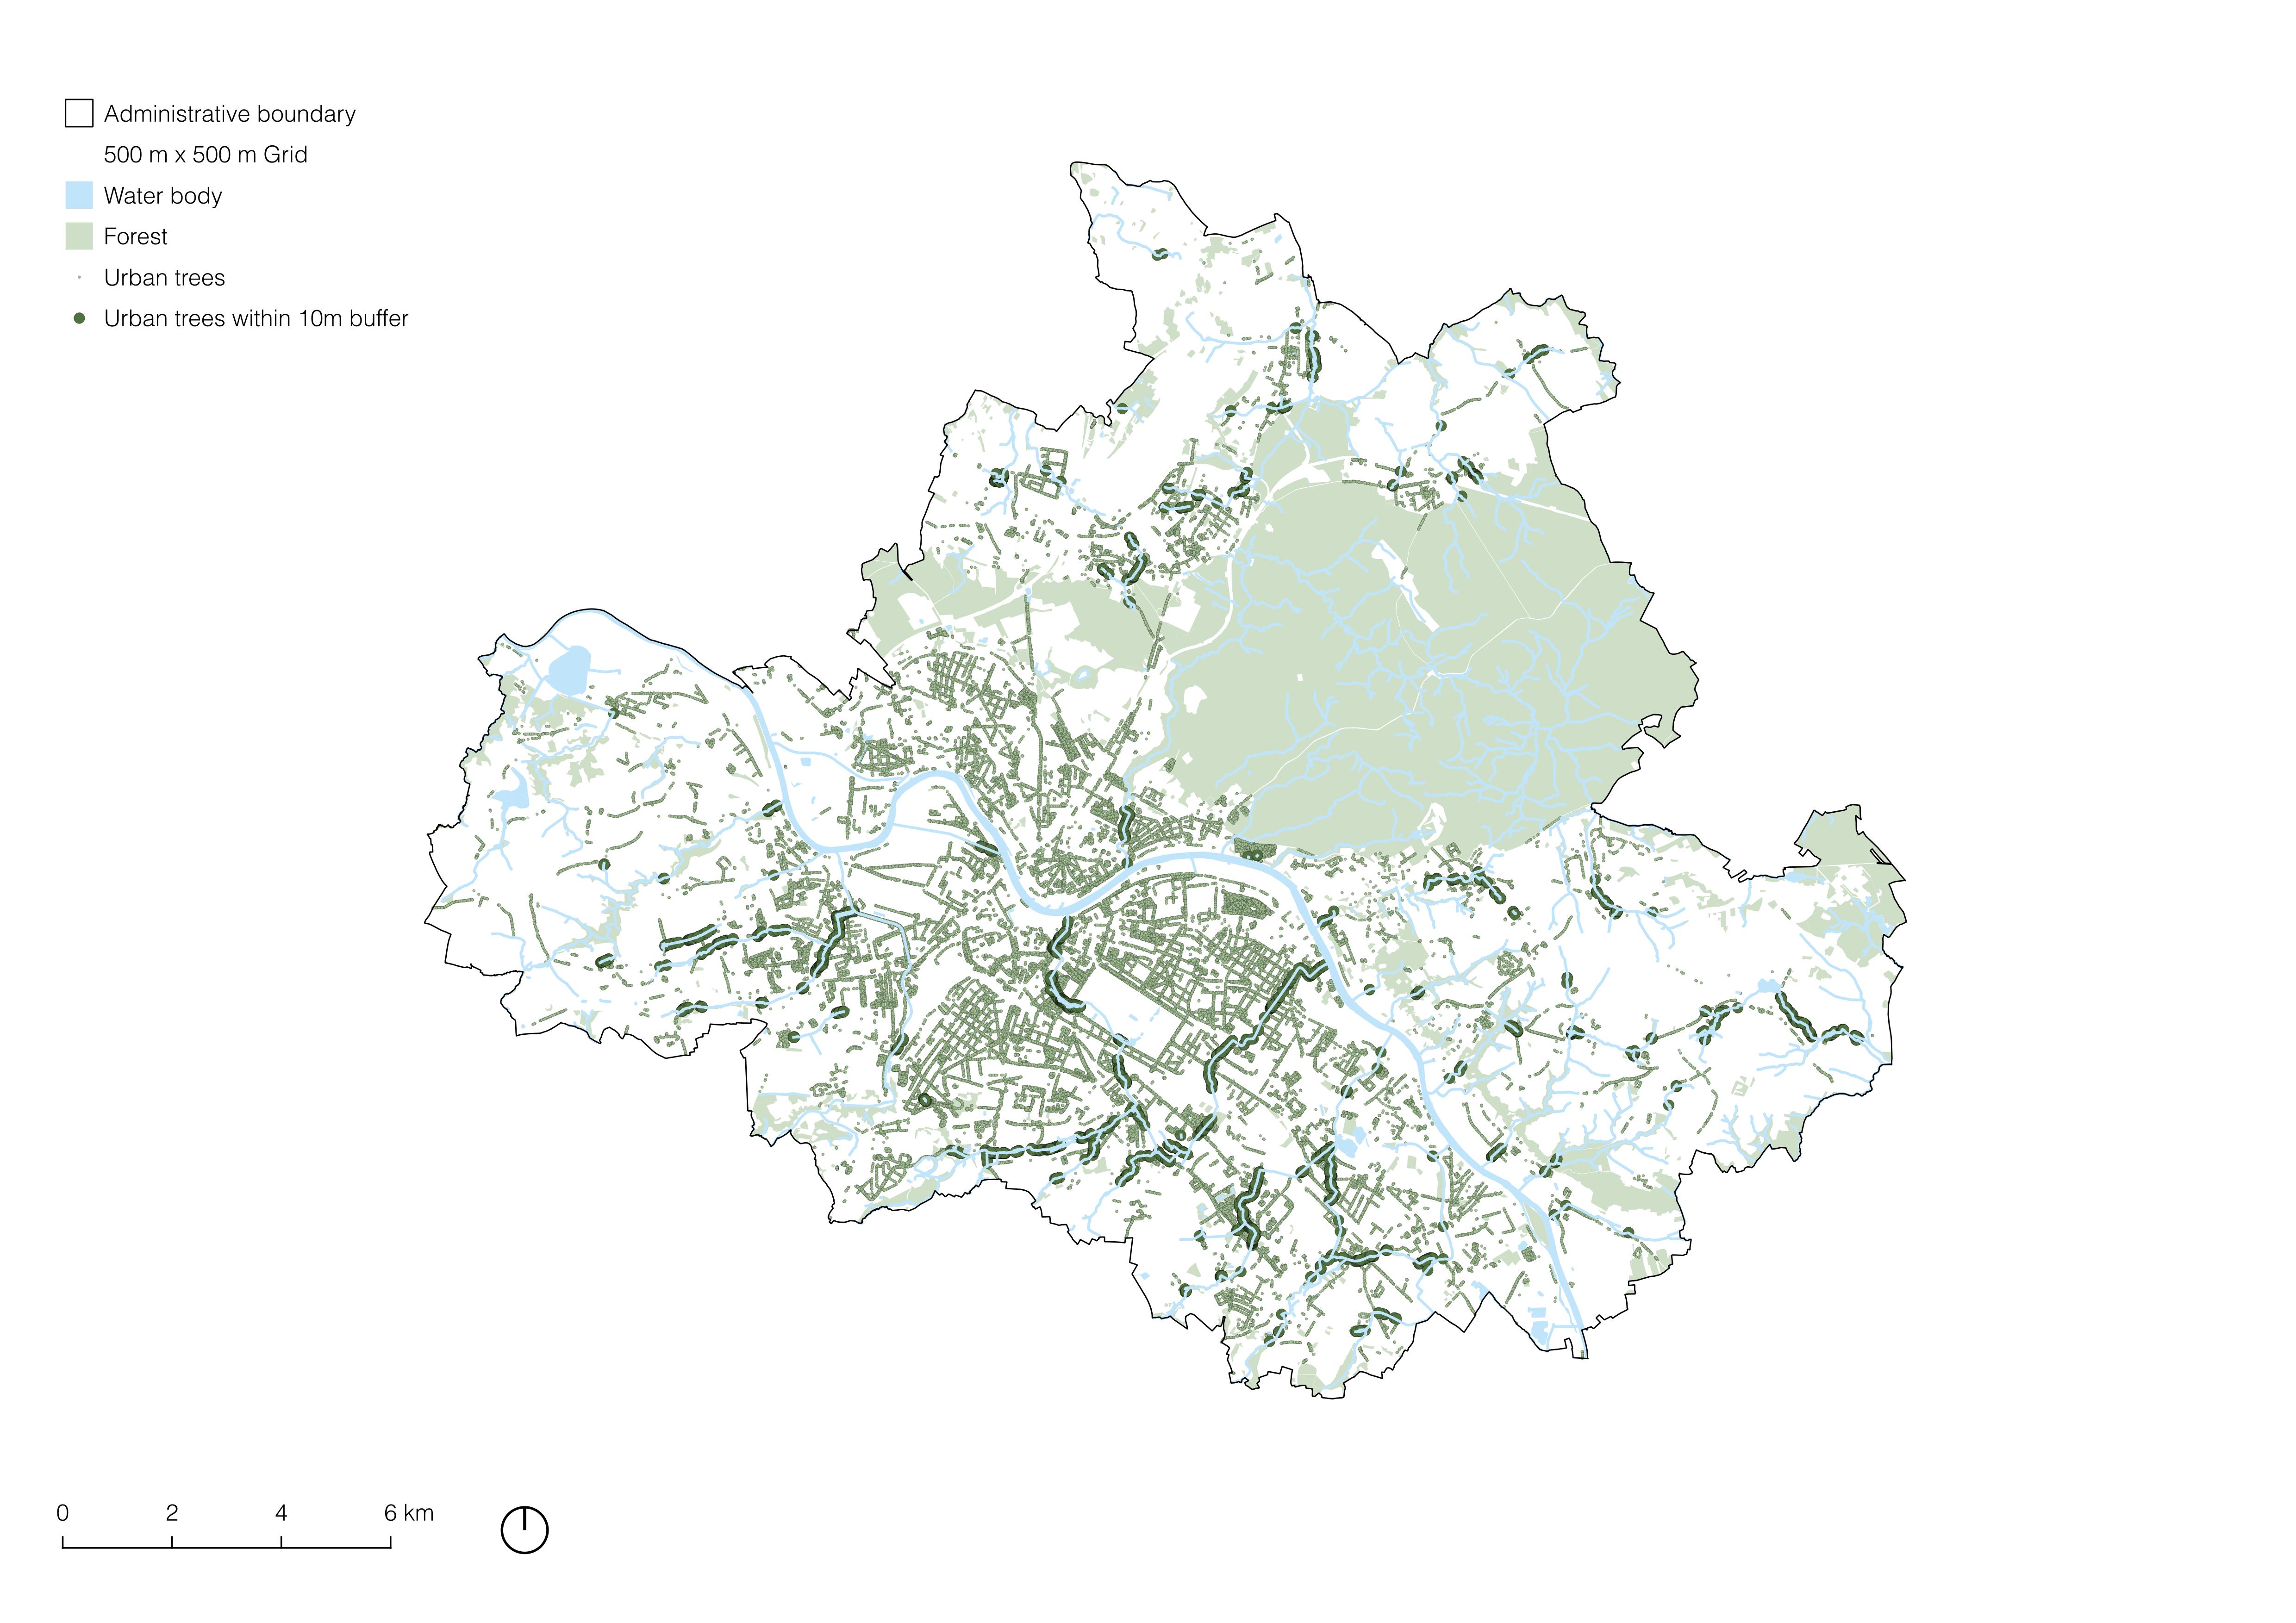 Administrative boundary
500 m x 500 m Grid
Water body
Forest
Urban trees
Urban trees within 10m buffer
0 2 4 6 km